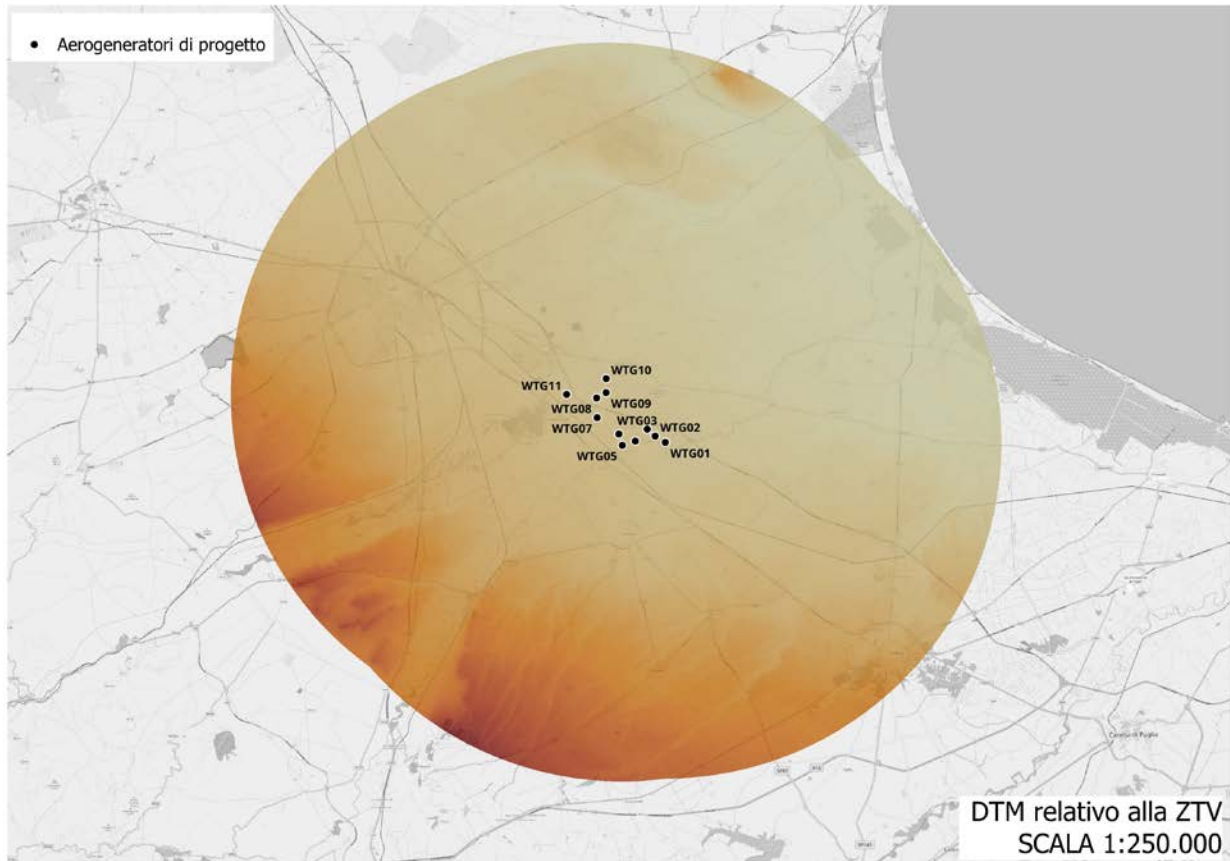 Aerogeneratori di progetto
WTG10
WTG11
WTG09
WTG08
WTG03
WTG07
WTG02
WTG05
WTG01
DTM relativo alla ZTV
SCALA 1:250.000